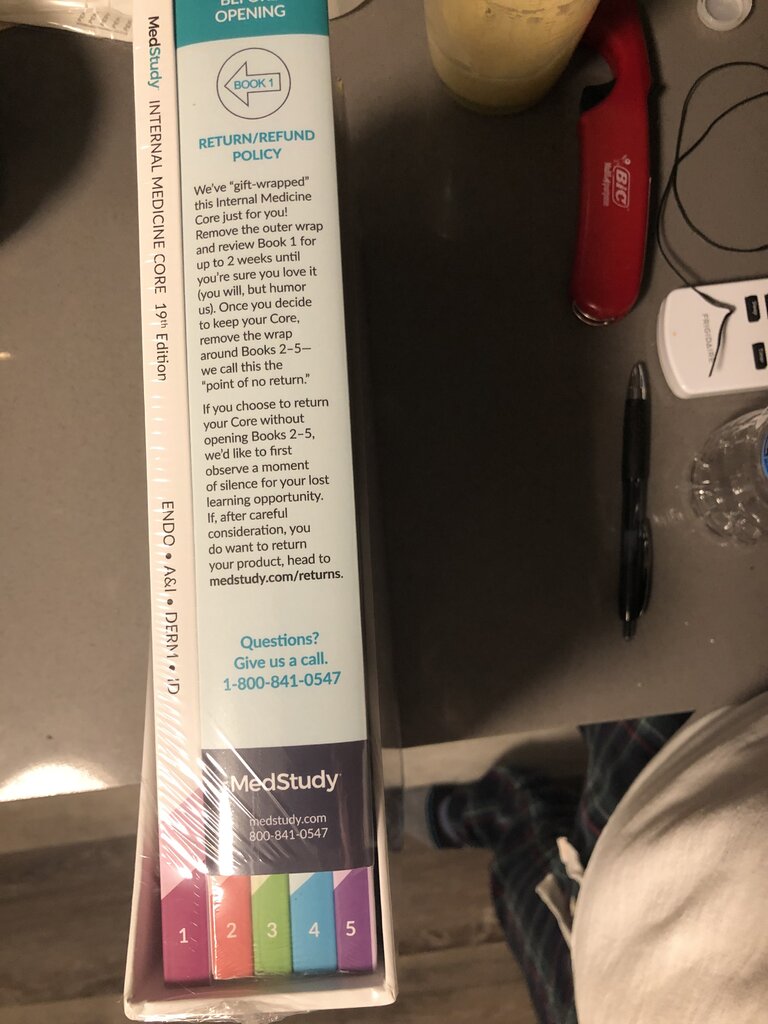 MedStudy INTERNAL MEDICINE CORE 19th Edition
ENDO • A&I • DERM • ID
OPENING
BOOK 1
RETURN/REFUND
POLICY
We've "gift-wrapped"
this Internal Medicine
Core just for you!
Remove the outer wrap
and review Book 1 for
up to 2 weeks until
you're sure you love it
(you will, but humor
us). Once you decide
to keep your Core,
remove the wrap
around Books 2–5—
we call this the
"point of no return."
If you choose to return
your Core without
opening Books 2–5,
we'd like to first
observe a moment
of silence for your lost
learning opportunity.
If, after careful
consideration, you
do want to return
your product, head to
medstudy.com/returns.
Questions?
Give us a call.
1-800-841-0547
MedStudy
medstudy.com
800-841-0547
1 2 3 4 5
BiC
FRIGIDAIRE